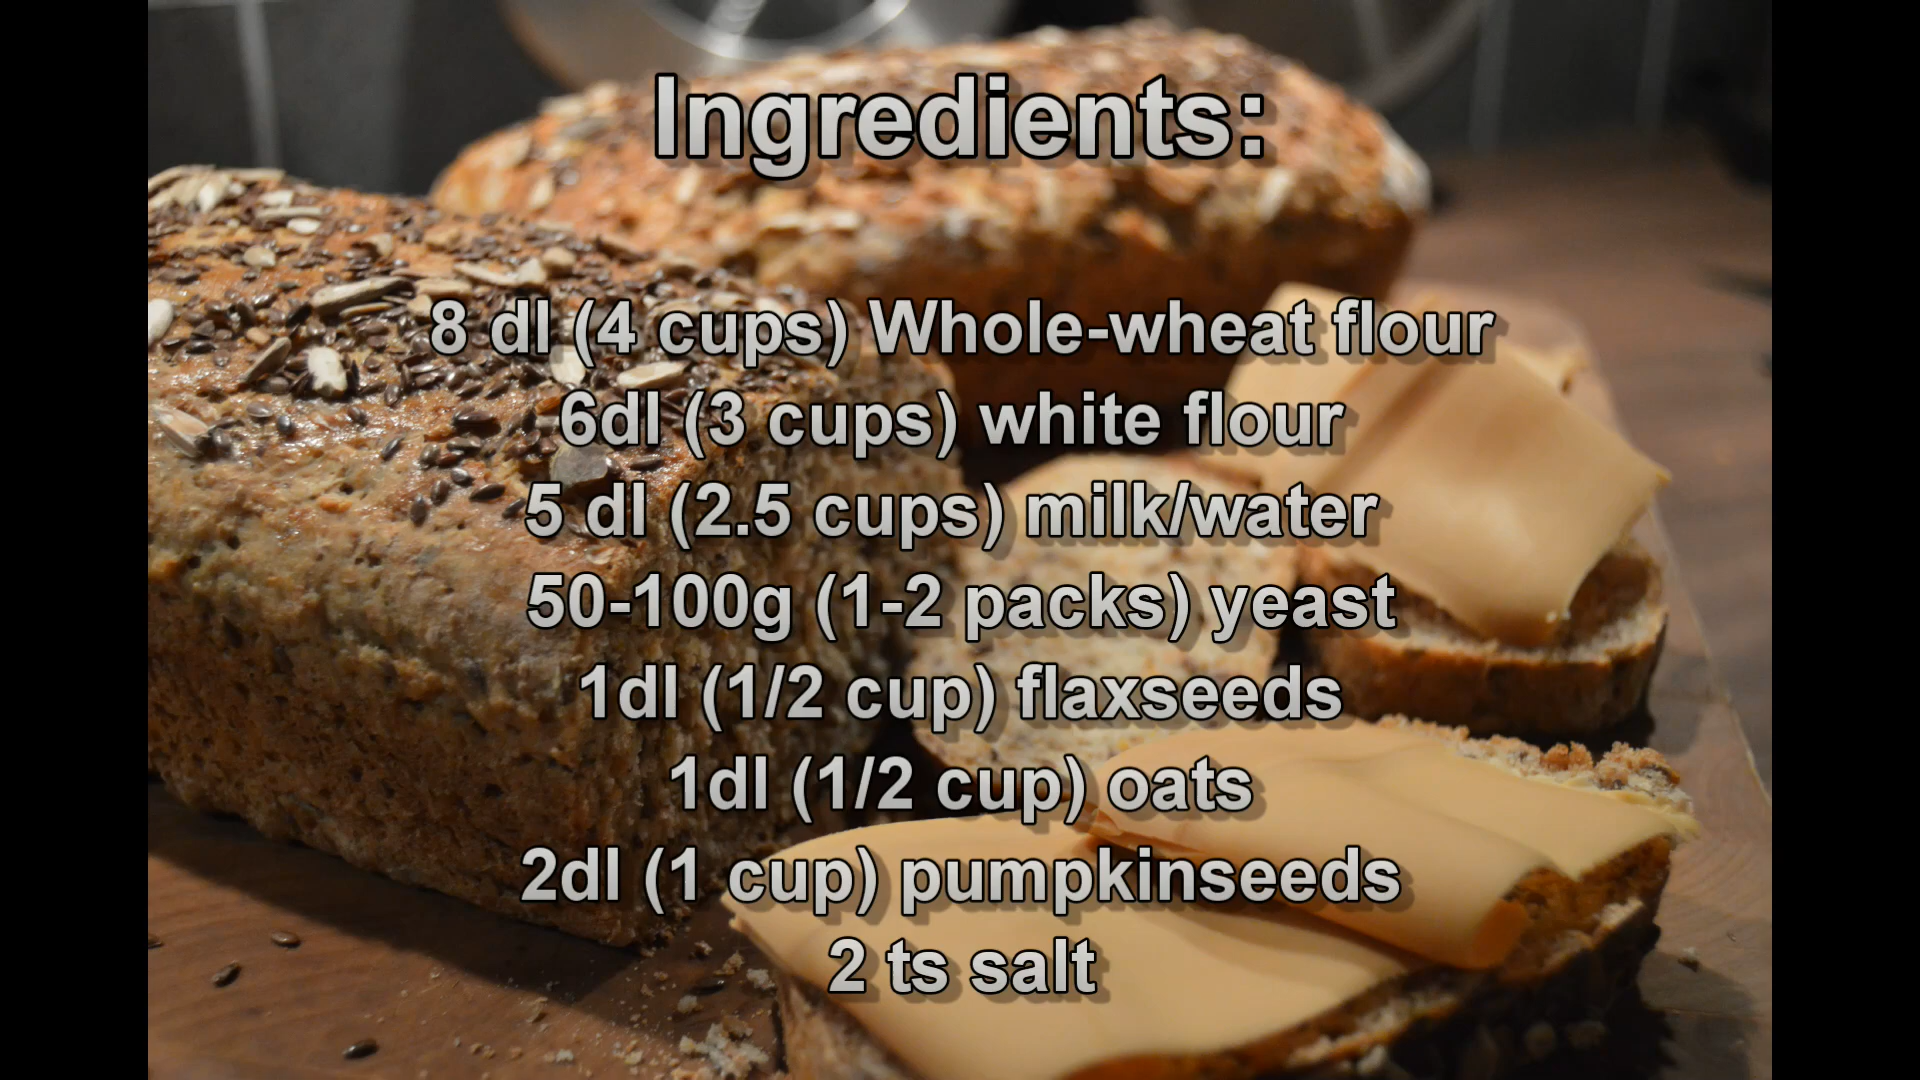 Ingredients:
8 dl (4 cups) Whole-wheat flour
6dl (3 cups) white flour
5 dl (2.5 cups) milk/water
50-100g (1-2 packs) yeast
1dl (1/2 cup) flaxseeds
1dl (1/2 cup) oats
2dl (1 cup) pumpkinseeds
2 ts salt